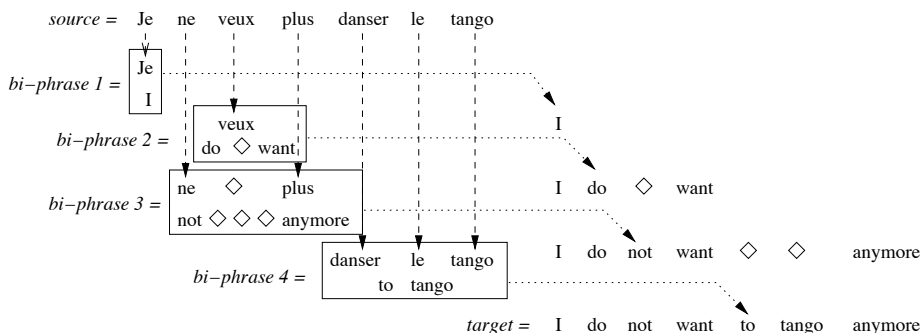 source = Je ne veux plus danser le tango
Je
bi−phrase 1 =
I
I
veux
bi−phrase 2 =
do ◇ want
ne ◇ plus
I do ◇ want
bi−phrase 3 =
not ◇ ◇ ◇ anymore
I do not want ◇ ◇ anymore
danser le tango
bi−phrase 4 =
to tango
target = I do not want to tango anymore